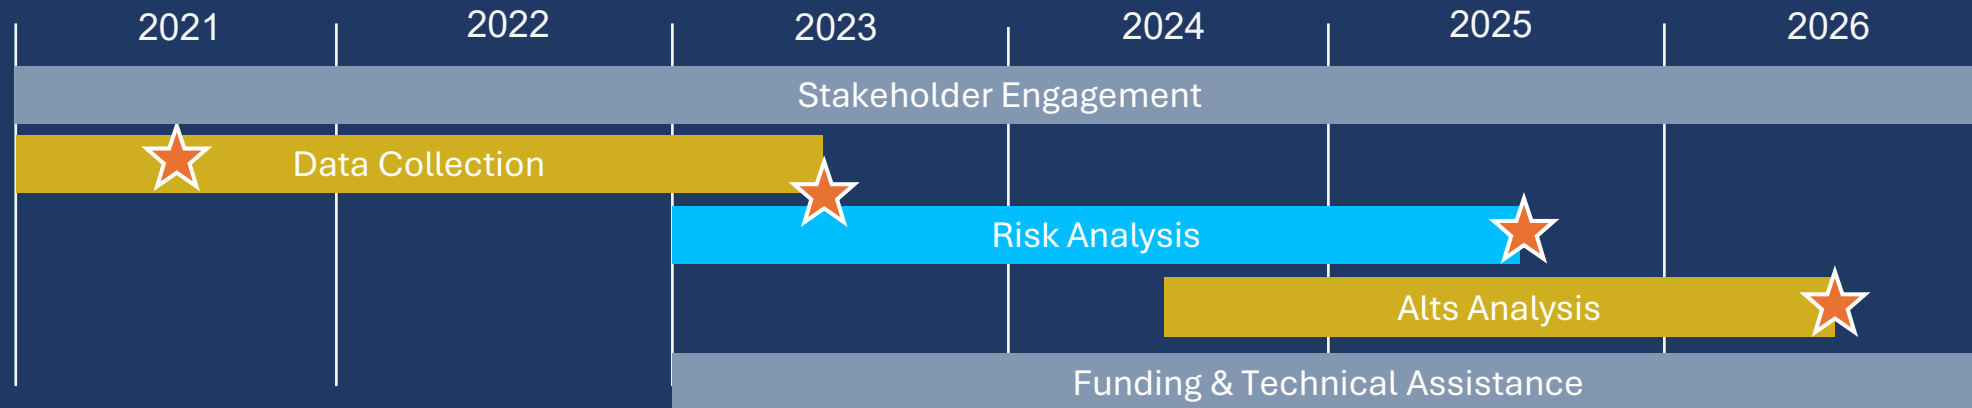 2021 2022 2023 2024 2025 2026
Stakeholder Engagement
Data Collection
Risk Analysis
Alts Analysis
Funding & Technical Assistance